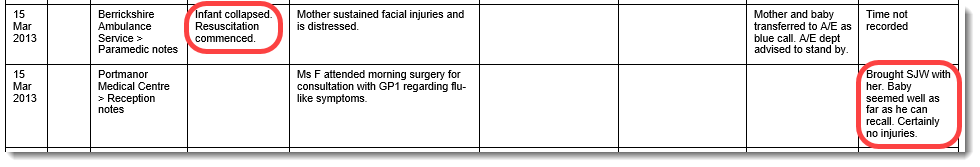 15
Mar
2013
Berrickshire
Ambulance
Service >
Paramedic notes
Infant collapsed.
Resuscitation
commenced.
Mother sustained facial injuries and
is distressed.
Mother and baby
transferred to A/E as
blue call. A/E dept
advised to stand by.
Time not
recorded
15
Mar
2013
Portmanor
Medical Centre
> Reception
notes
Ms F attended morning surgery for
consultation with GP1 regarding flu-
like symptoms.
Brought SJW with
her. Baby
seemed well as
far as he can
recall. Certainly
no injuries.